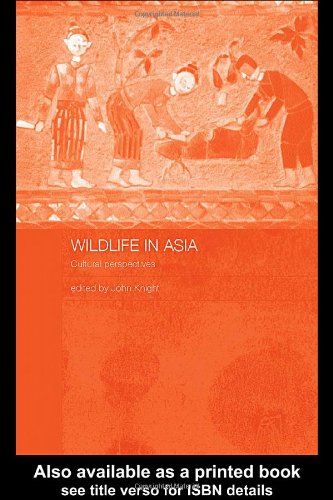 WILDLIFE IN ASIA
Cultural perspectives
edited by John Knight
Also available as a printed book
see title verso for ISBN details